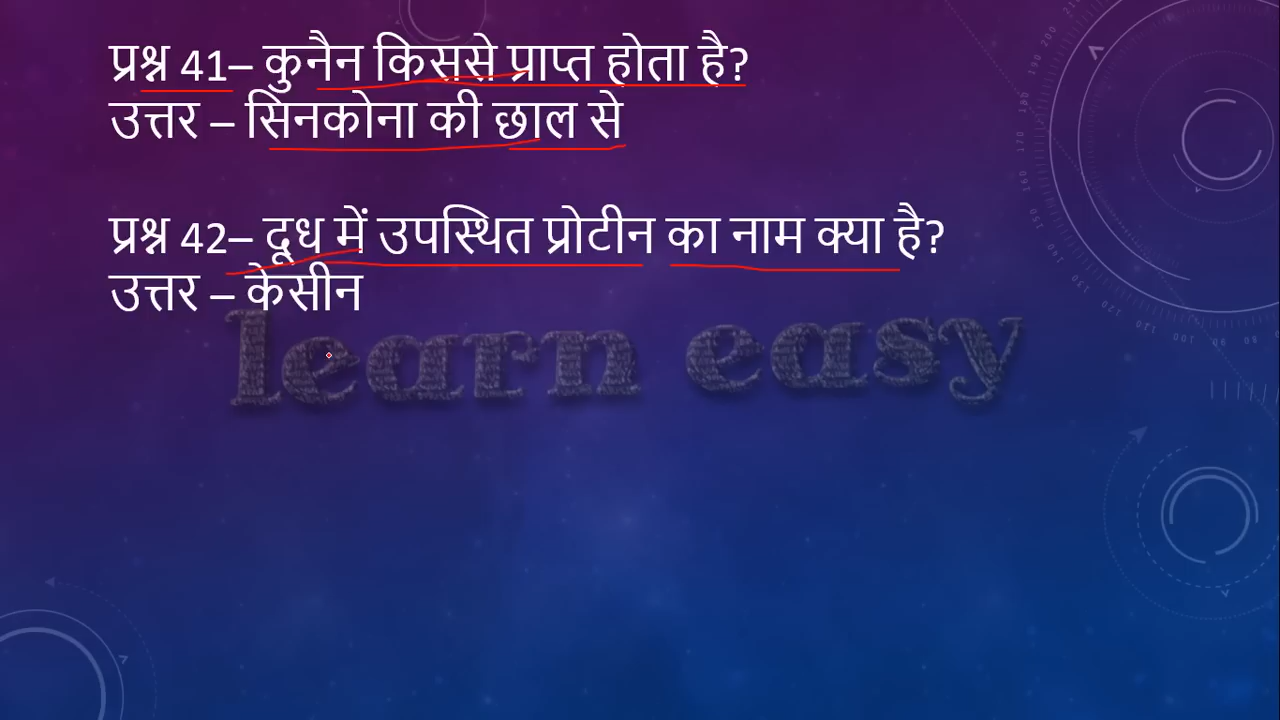 प्रश्न 41– कुनैन किससे प्राप्त होता है?
उत्तर – सिनकोना की छाल से
प्रश्न 42– दूध में उपस्थित प्रोटीन का नाम क्या है?
उत्तर – केसीन
learn easy